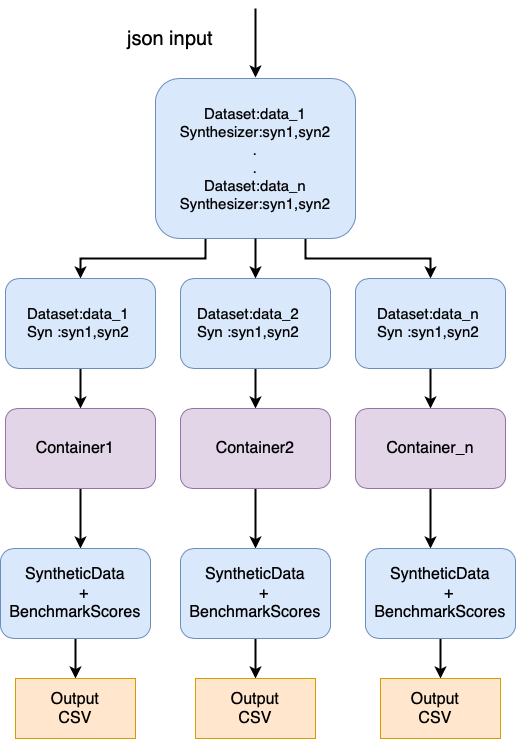 json input
Dataset:data_1
Synthesizer:syn1,syn2
.
.
Dataset:data_n
Synthesizer:syn1,syn2
Dataset:data_1
Syn :syn1,syn2
Dataset:data_2
Syn :syn1,syn2
Dataset:data_n
Syn :syn1,syn2
Container1
Container2
Container_n
SyntheticData
+
BenchmarkScores
SyntheticData
+
BenchmarkScores
SyntheticData
+
BenchmarkScores
Output
CSV
Output
CSV
Output
CSV